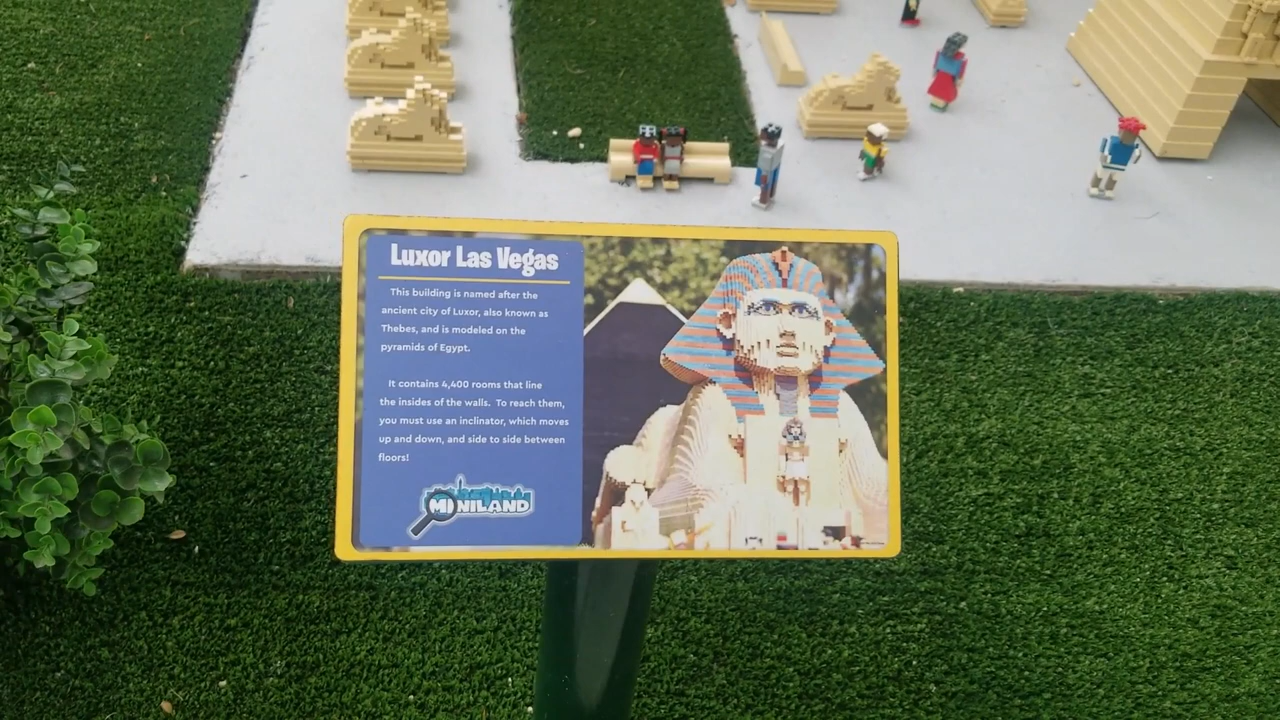 Luxor Las Vegas
This building is named after the
ancient city of Luxor, also known as
Thebes, and is modeled on the
pyramids of Egypt.
It contains 4,400 rooms that line
the insides of the walls. To reach them,
you must use an inclinator, which moves
up and down, and side to side between
floors!
MINILAND